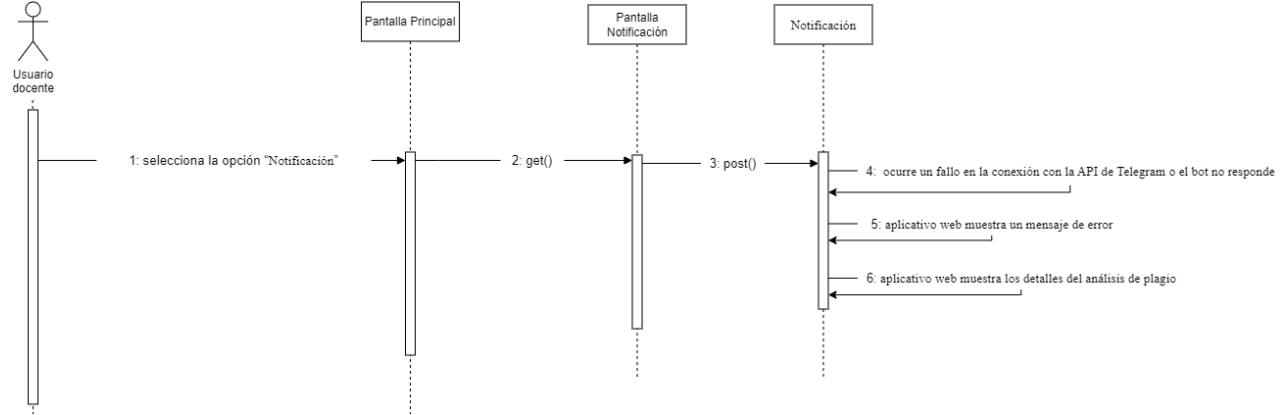 Usuario
docente
Pantalla Principal
Pantalla
Notificación
Notificación
1: selecciona la opción “Notificación”
2: get()
3: post()
4: ocurre un fallo en la conexión con la API de Telegram o el bot no responde
5: aplicativo web muestra un mensaje de error
6: aplicativo web muestra los detalles del análisis de plagio